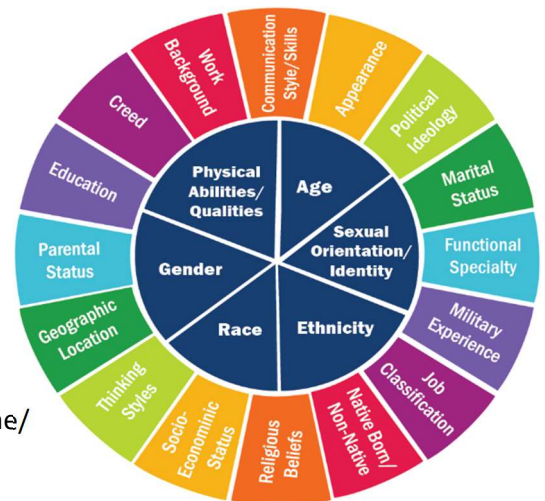 Communication
Style/Skills
Appearance
Political
Ideology
Marital
Status
Functional
Specialty
Military
Experience
Job
Classification
Native Born/
Non-Native
Religious
Beliefs
Socio-
Econominic
Status
Thinking
Styles
Geographic
Location
Parental
Status
Education
Creed
Work
Background
Physical
Abilities/
Qualities
Age
Sexual
Orientation/
Identity
Ethnicity
Race
Gender
ne/